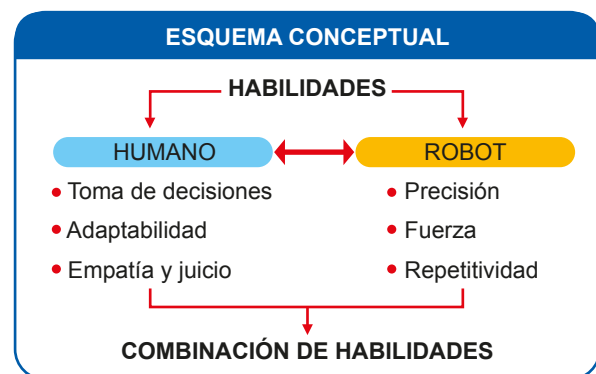 ESQUEMA CONCEPTUAL
HABILIDADES
HUMANO
Toma de decisiones
Adaptabilidad
Empatía y juicio
ROBOT
Precisión
Fuerza
Repetitividad
COMBINACIÓN DE HABILIDADES